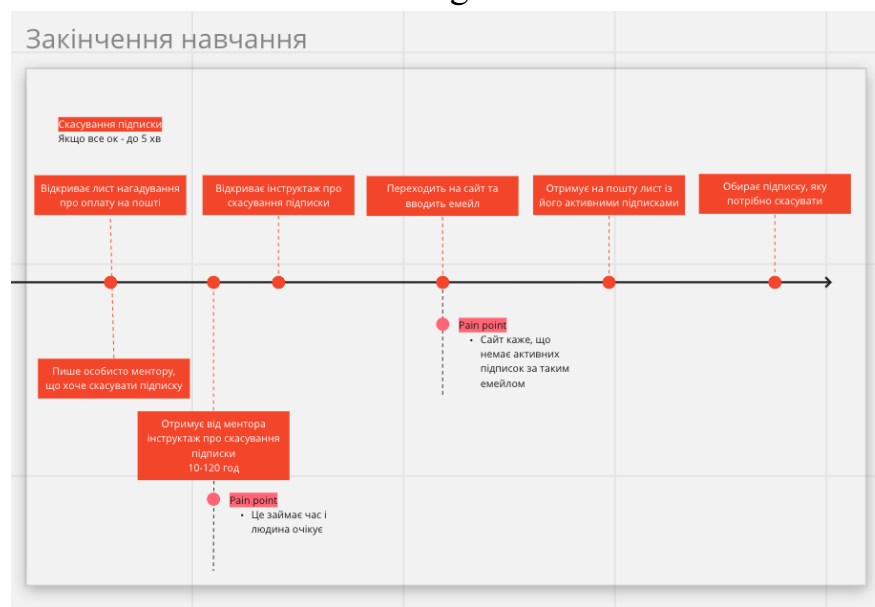 Закінчення навчання
Скасування підписки
Якщо все ок - до 5 хв
Відкриває лист нагадування
про оплату на пошті
Відкриває інструктаж про
скасування підписки
Переходить на сайт та
вводить емейл
Отримує на пошту лист із
його активними підписками
Обирає підписку, яку
потрібно скасувати
Pain point
• Сайт каже, що
немає активних
підписок за таким
емейлом
Пише особисто ментору,
що хоче скасувати підписку
Отримує від ментора
інструктаж про скасування
підписки
10-120 год
Pain point
• Це займає час і
людина очікує